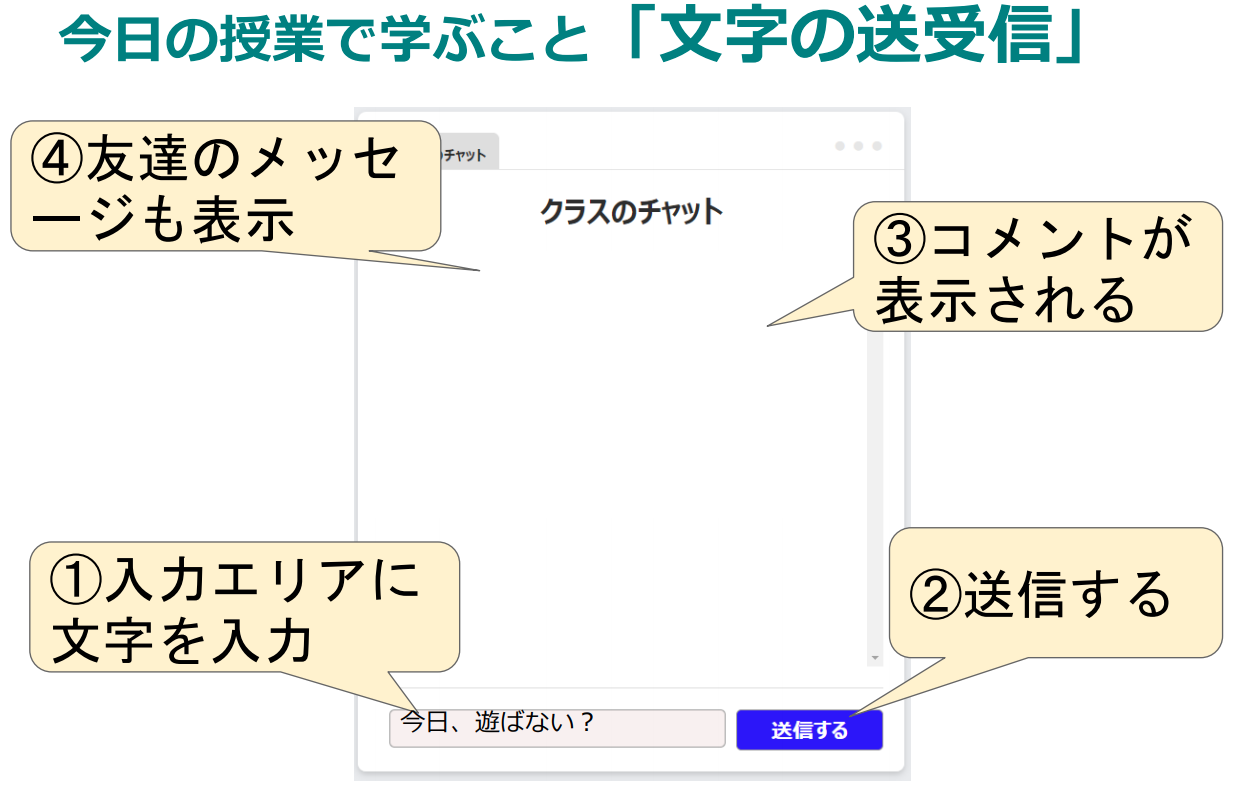 今日の授業で学ぶこと「文字の送受信」
④友達のメッセ
ージも表示
チャット
クラスのチャット
③コメントが
表示される
①入力エリアに
文字を入力
②送信する
今日、遊ばない？
送信する